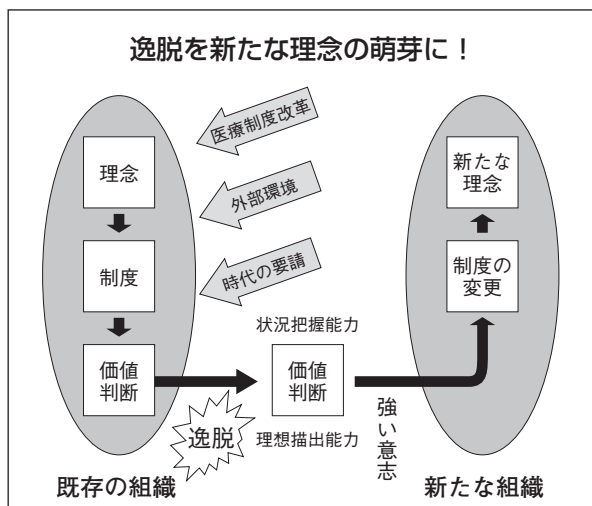 逸脱を新たな理念の萌芽に！
医療制度改革
理念
外部環境
制度
時代の要請
価値
判断
逸脱
既存の組織
状況把握能力
価値
判断
理想描出能力
強い意志
新たな
理念
制度の
変更
新たな組織